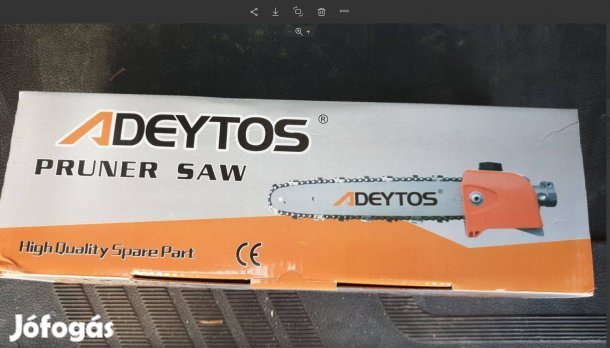 ADEYTOS ®
PRUNER SAW
ADEYTOS®
High Quality Spare Part
CE
Jófogás